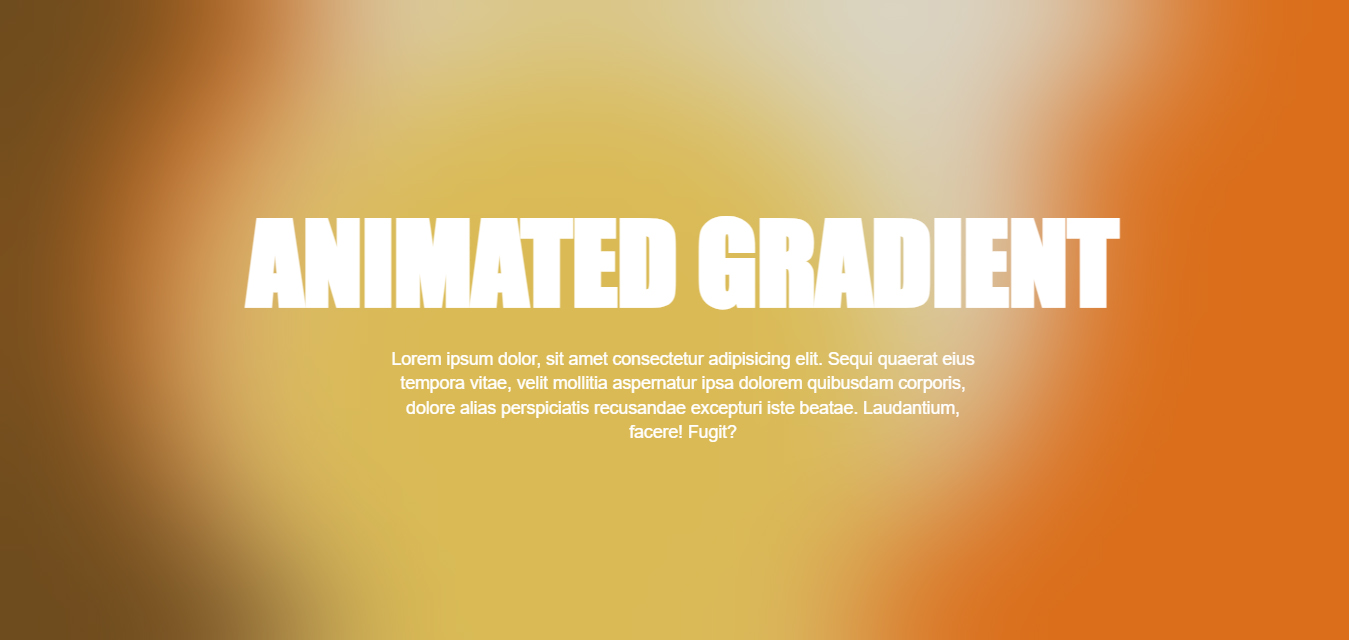 ANIMATED GRADIENT
Lorem ipsum dolor, sit amet consectetur adipisicing elit. Sequi quaerat eius
tempora vitae, velit mollitia aspernatur ipsa dolorem quibusdam corporis,
dolore alias perspiciatis recusandae excepturi iste beatae. Laudantium,
facere! Fugit?